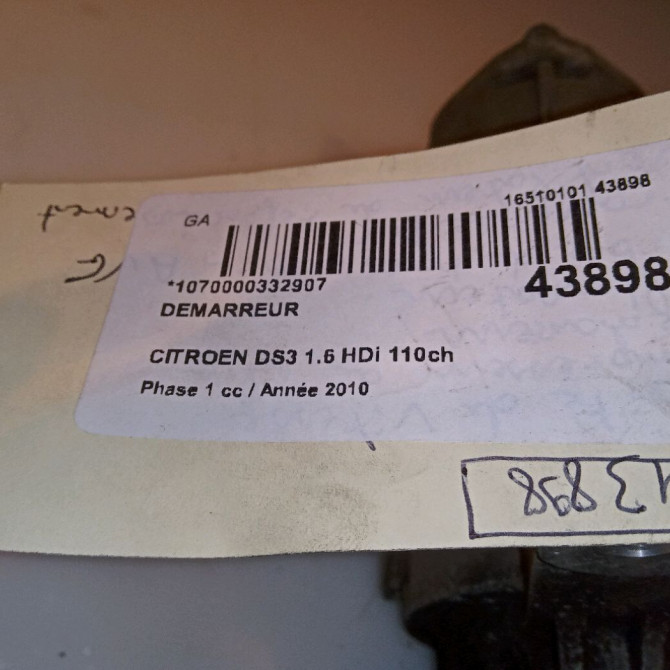 GA
16510101 43898
*1070000332907
43898
DEMARREUR
CITROEN DS3 1.6 HDi 110ch
Phase 1 cc / Année 2010
43898